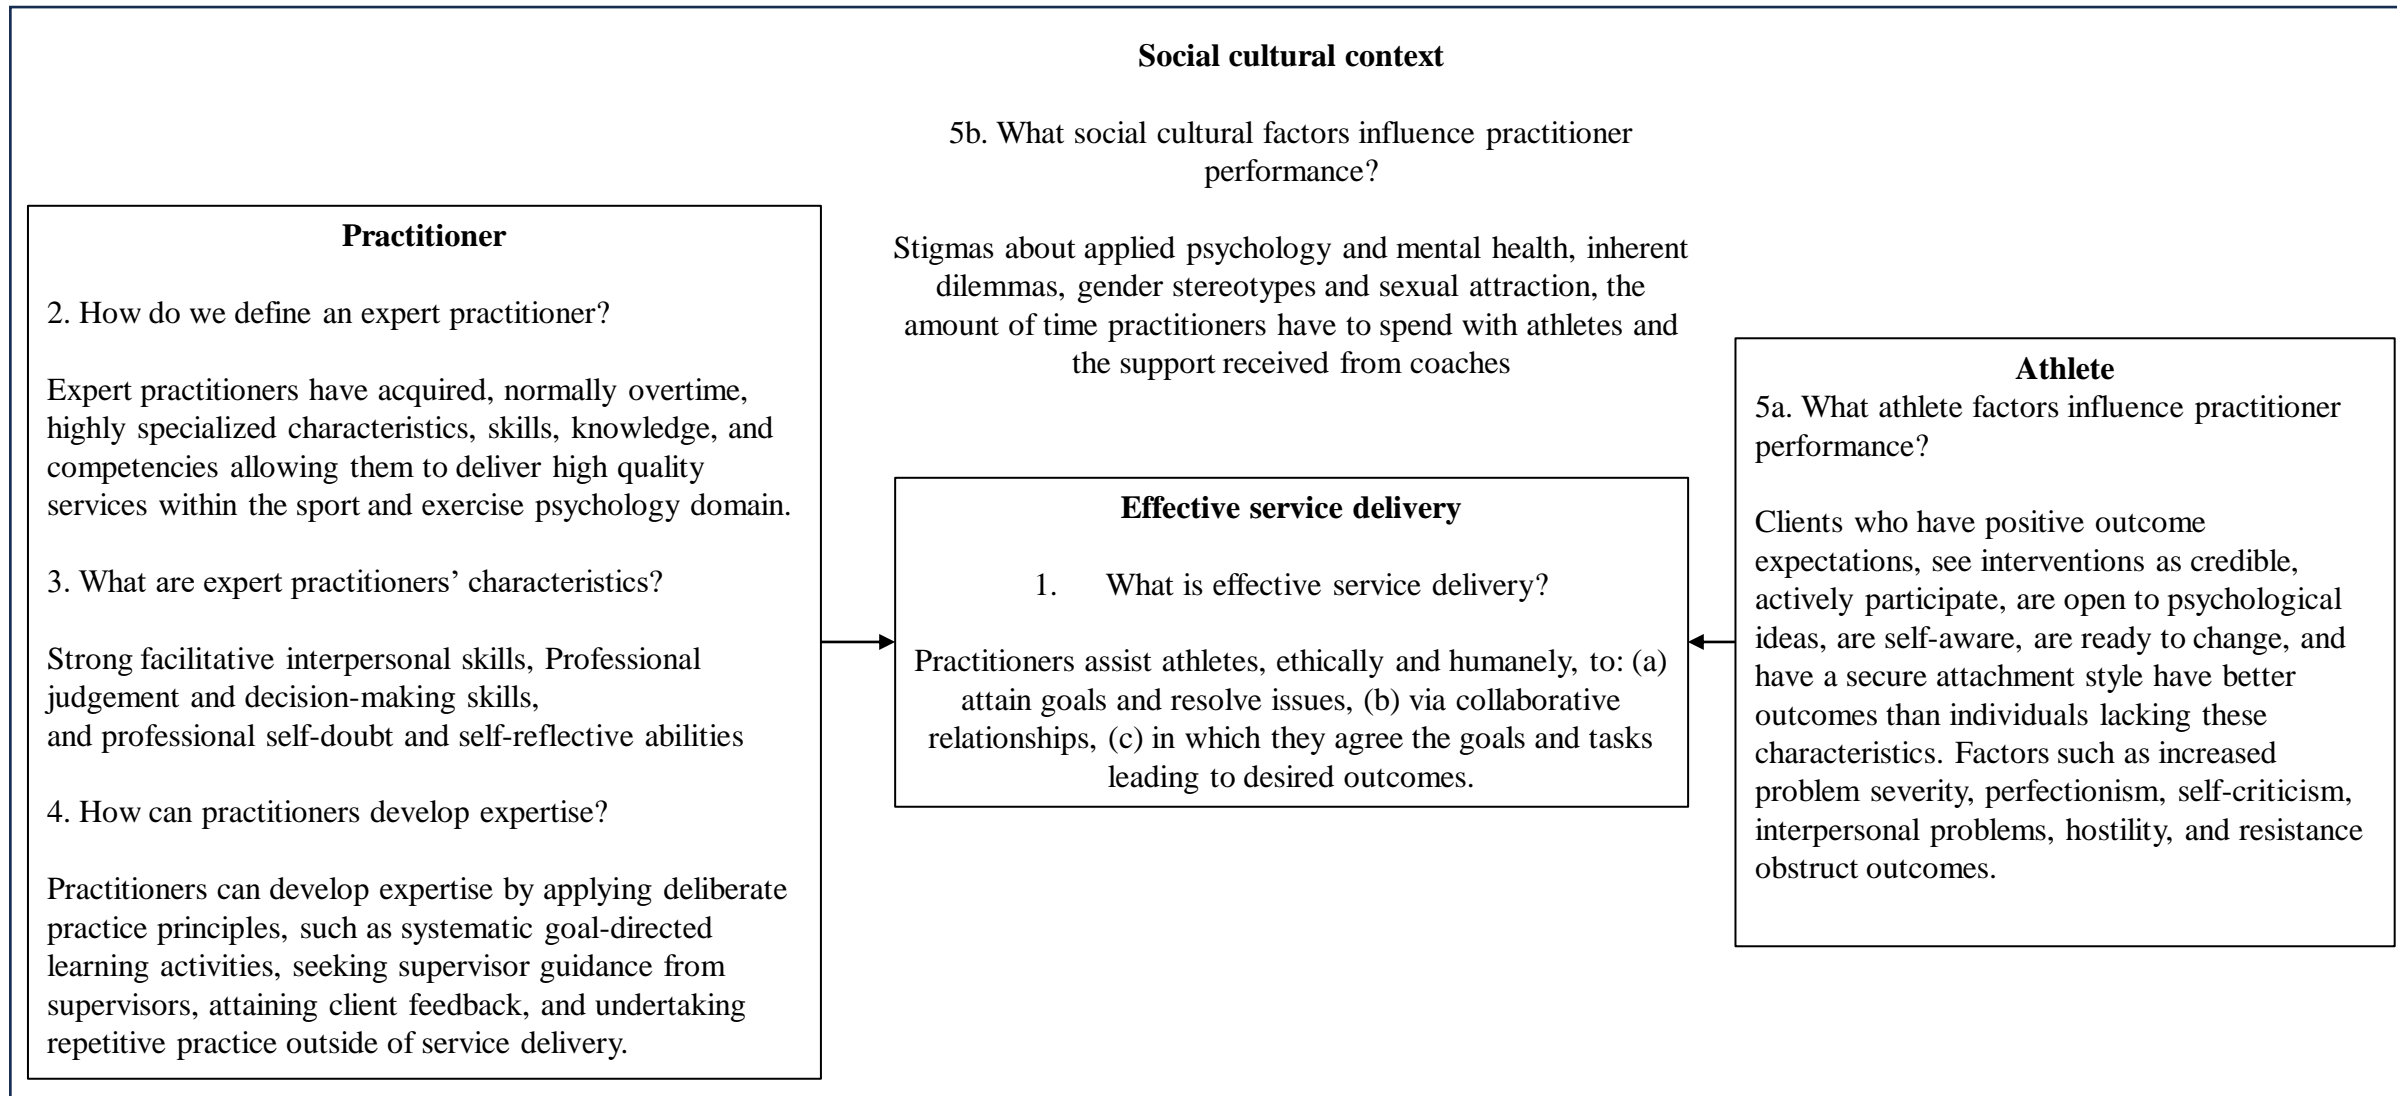 Social cultural context
5b. What social cultural factors influence practitioner
performance?
Stigmas about applied psychology and mental health, inherent
dilemmas, gender stereotypes and sexual attraction, the
amount of time practitioners have to spend with athletes and
the support received from coaches
Practitioner
2. How do we define an expert practitioner?
Expert practitioners have acquired, normally overtime,
highly specialized characteristics, skills, knowledge, and
competencies allowing them to deliver high quality
services within the sport and exercise psychology domain.
3. What are expert practitioners’ characteristics?
Strong facilitative interpersonal skills, Professional
judgement and decision-making skills,
and professional self-doubt and self-reflective abilities
4. How can practitioners develop expertise?
Practitioners can develop expertise by applying deliberate
practice principles, such as systematic goal-directed
learning activities, seeking supervisor guidance from
supervisors, attaining client feedback, and undertaking
repetitive practice outside of service delivery.
Effective service delivery
1. What is effective service delivery?
Practitioners assist athletes, ethically and humanely, to: (a)
attain goals and resolve issues, (b) via collaborative
relationships, (c) in which they agree the goals and tasks
leading to desired outcomes.
Athlete
5a. What athlete factors influence practitioner
performance?
Clients who have positive outcome
expectations, see interventions as credible,
actively participate, are open to psychological
ideas, are self-aware, are ready to change, and
have a secure attachment style have better
outcomes than individuals lacking these
characteristics. Factors such as increased
problem severity, perfectionism, self-criticism,
interpersonal problems, hostility, and resistance
obstruct outcomes.